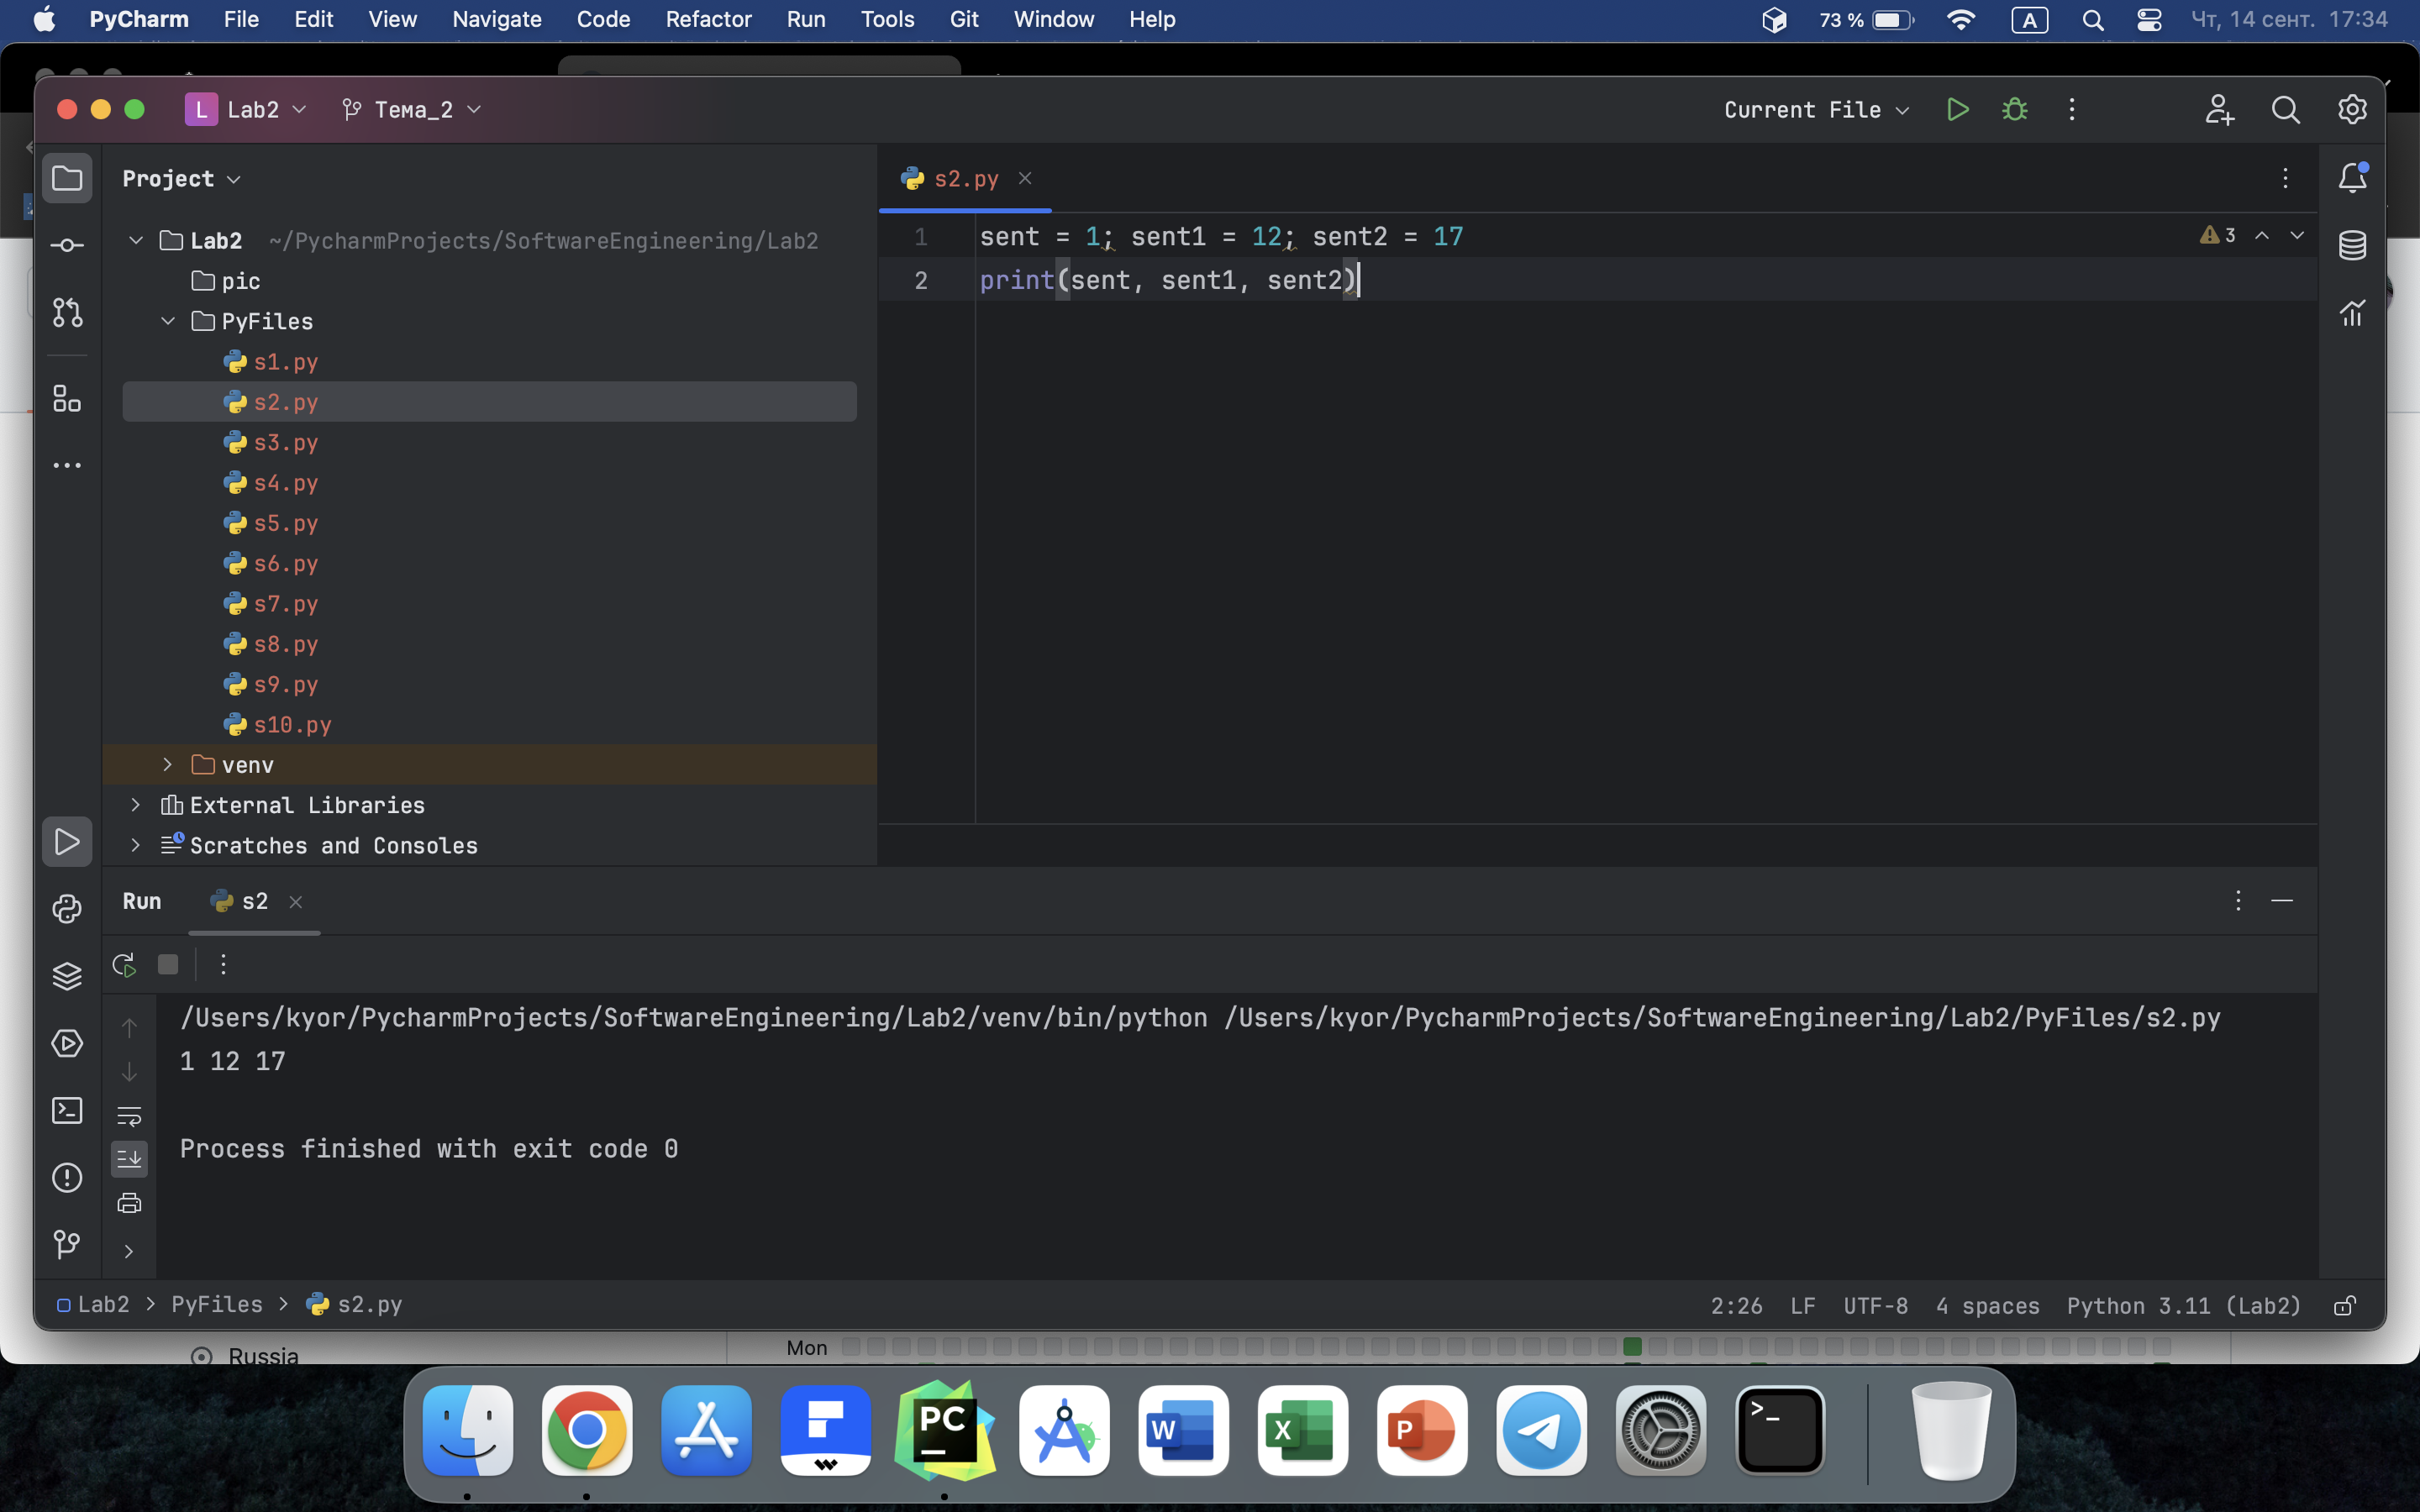 PyCharm File Edit View Navigate Code Refactor Run Tools Git Window Help 73 % A Чт, 14 сент. 17:34
L Lab2 Тема_2 Current File
Project
s2.py
Lab2 ~/PycharmProjects/SoftwareEngineering/Lab2
pic
PyFiles
s1.py
s2.py
s3.py
s4.py
s5.py
s6.py
s7.py
s8.py
s9.py
s10.py
venv
External Libraries
Scratches and Consoles
1 sent = 1; sent1 = 12; sent2 = 17
3
2 print(sent, sent1, sent2)
Run s2
/Users/kyor/PycharmProjects/SoftwareEngineering/Lab2/venv/bin/python /Users/kyor/PycharmProjects/SoftwareEngineering/Lab2/PyFiles/s2.py
1 12 17
Process finished with exit code 0
Lab2 > PyFiles > s2.py 2:26 LF UTF-8 4 spaces Python 3.11 (Lab2)
Mon
Russia
PC
W
X
P
>_